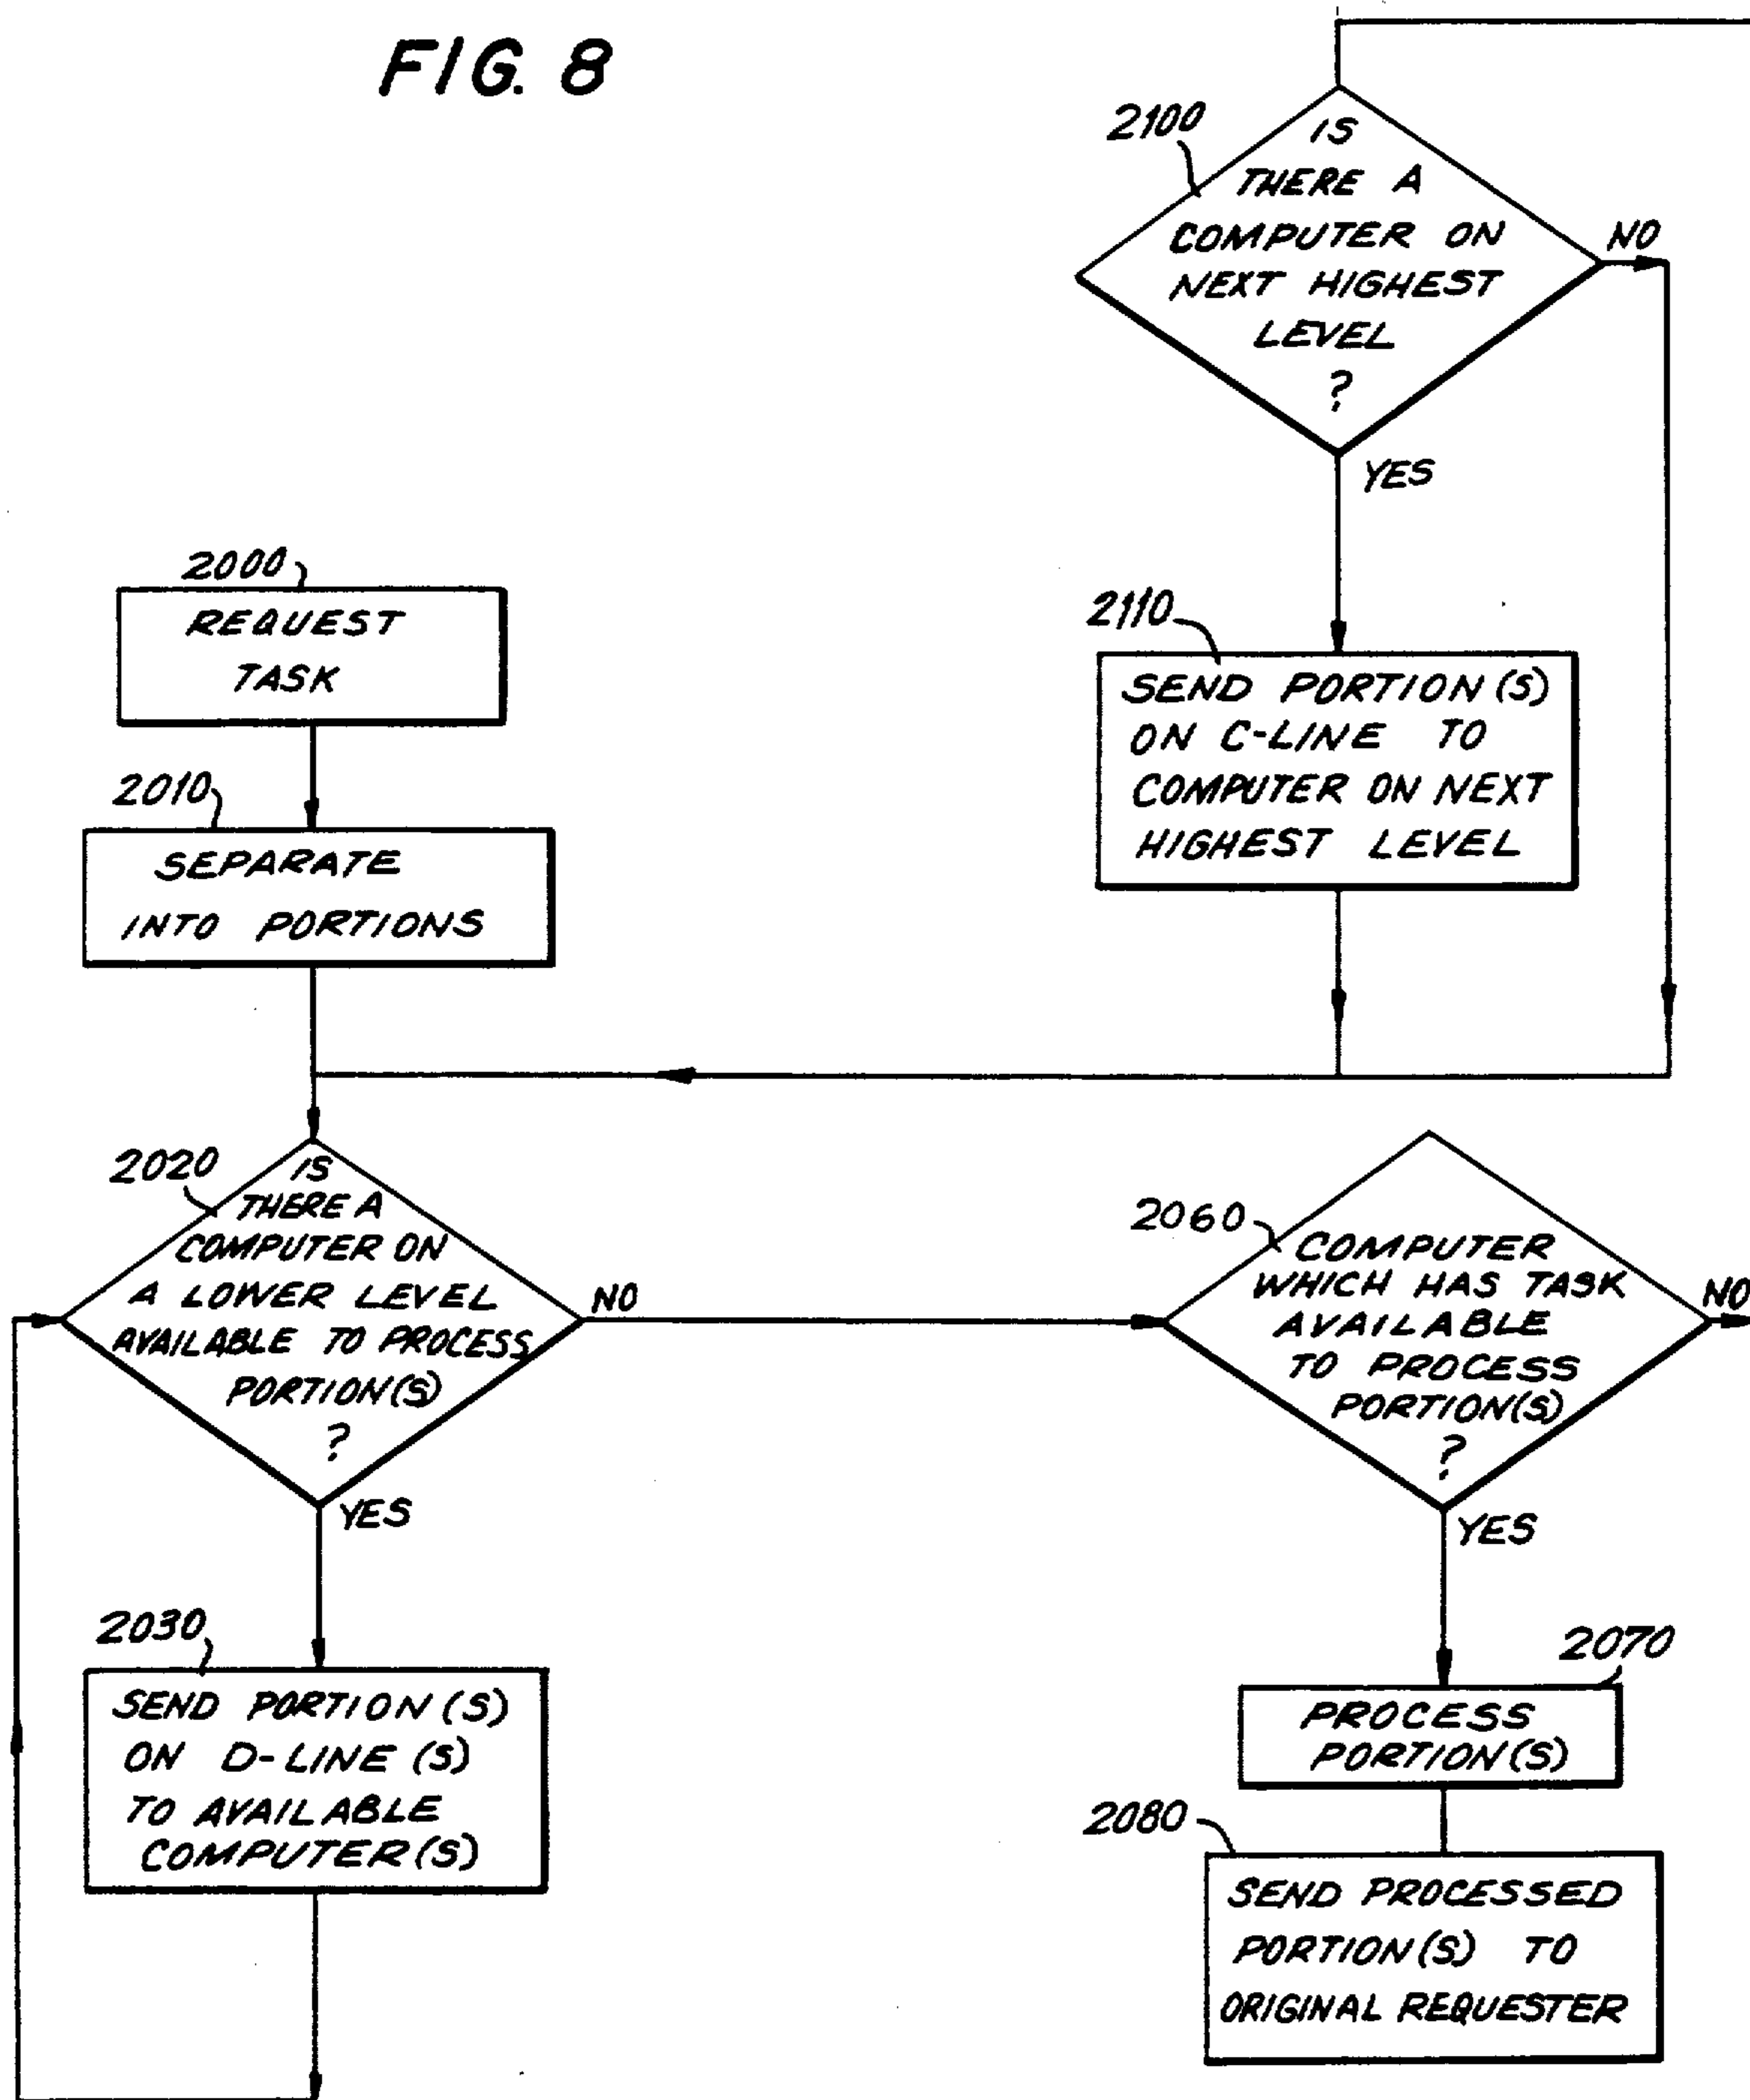 FIG. 8
2100
IS
THERE A
COMPUTER ON
NEXT HIGHEST
LEVEL
?
NO
YES
2110
SEND PORTION(S)
ON C-LINE TO
COMPUTER ON NEXT
HIGHEST LEVEL
2000
REQUEST
TASK
2010
SEPARATE
INTO PORTIONS
2020
IS
THERE A
COMPUTER ON
A LOWER LEVEL
AVAILABLE TO PROCESS
PORTION(S)
?
NO
YES
2030
SEND PORTION(S)
ON D-LINE(S)
TO AVAILABLE
COMPUTER(S)
2060
COMPUTER
WHICH HAS TASK
AVAILABLE
TO PROCESS
PORTION(S)
?
NO
YES
2070
PROCESS
PORTION(S)
2080
SEND PROCESSED
PORTION(S) TO
ORIGINAL REQUESTER